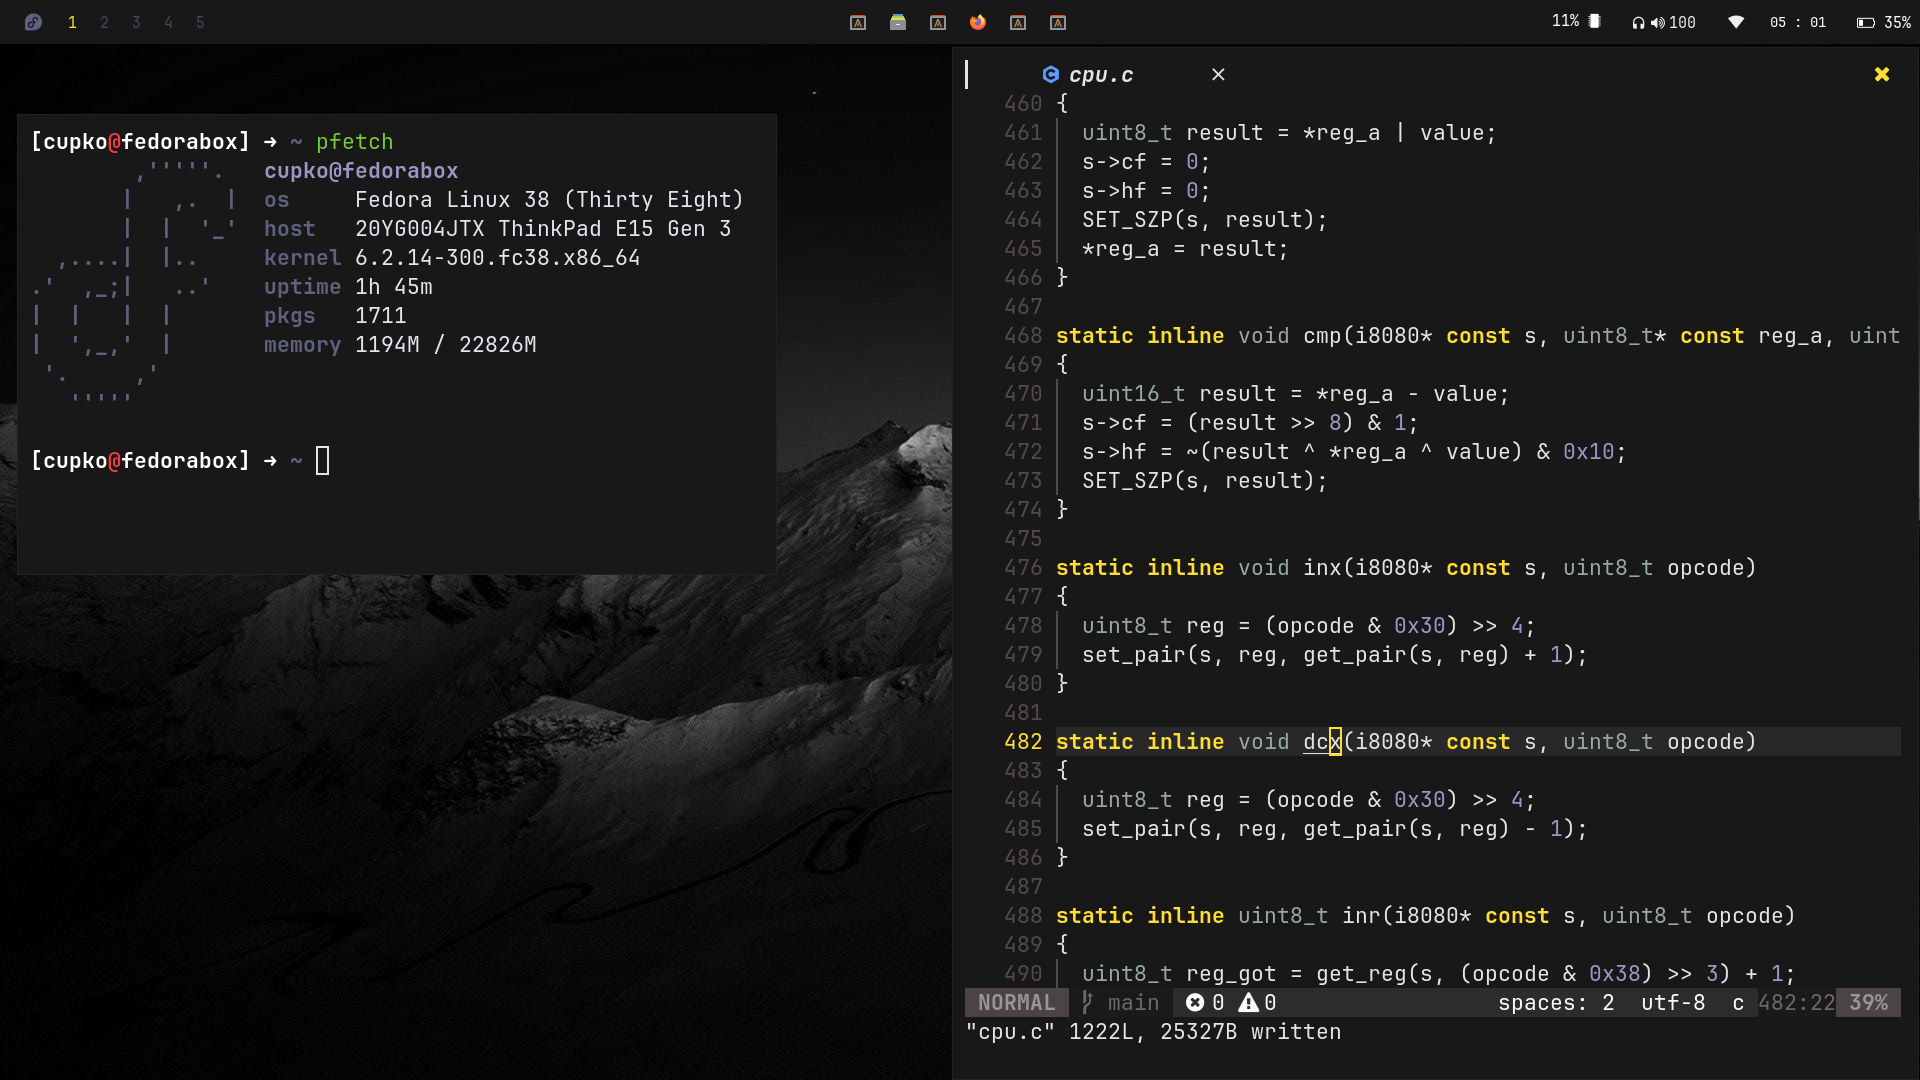 1 2 3 4 5
11% 100 05 : 01 35%
[cupko@fedorabox] → ~ pfetch
cupko@fedorabox
os Fedora Linux 38 (Thirty Eight)
host 20YG004JTX ThinkPad E15 Gen 3
kernel 6.2.14-300.fc38.x86_64
uptime 1h 45m
pkgs 1711
memory 1194M / 22826M
[cupko@fedorabox] → ~
cpu.c ×
460 {
461   uint8_t result = *reg_a | value;
462   s->cf = 0;
463   s->hf = 0;
464   SET_SZP(s, result);
465   *reg_a = result;
466 }
467
468 static inline void cmp(i8080* const s, uint8_t* const reg_a, uint
469 {
470   uint16_t result = *reg_a - value;
471   s->cf = (result >> 8) & 1;
472   s->hf = ~(result ^ *reg_a ^ value) & 0x10;
473   SET_SZP(s, result);
474 }
475
476 static inline void inx(i8080* const s, uint8_t opcode)
477 {
478   uint8_t reg = (opcode & 0x30) >> 4;
479   set_pair(s, reg, get_pair(s, reg) + 1);
480 }
481
482 static inline void dcx(i8080* const s, uint8_t opcode)
483 {
484   uint8_t reg = (opcode & 0x30) >> 4;
485   set_pair(s, reg, get_pair(s, reg) - 1);
486 }
487
488 static inline uint8_t inr(i8080* const s, uint8_t opcode)
489 {
490   uint8_t reg_got = get_reg(s, (opcode & 0x38) >> 3) + 1;
NORMAL main 0 0 spaces: 2 utf-8 c 482:22 39%
"cpu.c" 1222L, 25327B written